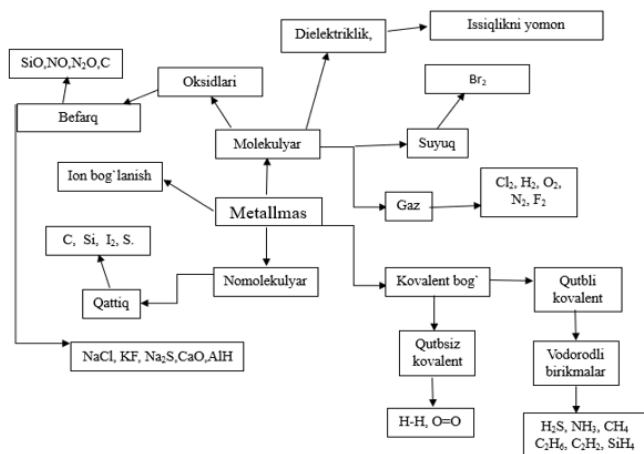 Issiqlikni yomon
Dielektriklik,
SiO,NO,N₂O,C
Oksidlari
Br₂
Befarq
Molekulyar
Suyuq
Ion bog`lanish
Cl₂, H₂, O₂,
N₂, F₂
Metallmas
Gaz
C, Si, I₂, S.
Nomolekulyar
Kovalent bog`
Qutbli
kovalent
Qattiq
Qutbsiz
kovalent
Vodorodli
birikmalar
NaCl, KF, Na₂S,CaO,AlH
H-H, O=O
H₂S, NH₃, CH₄
C₂H₆, C₂H₂, SiH₄